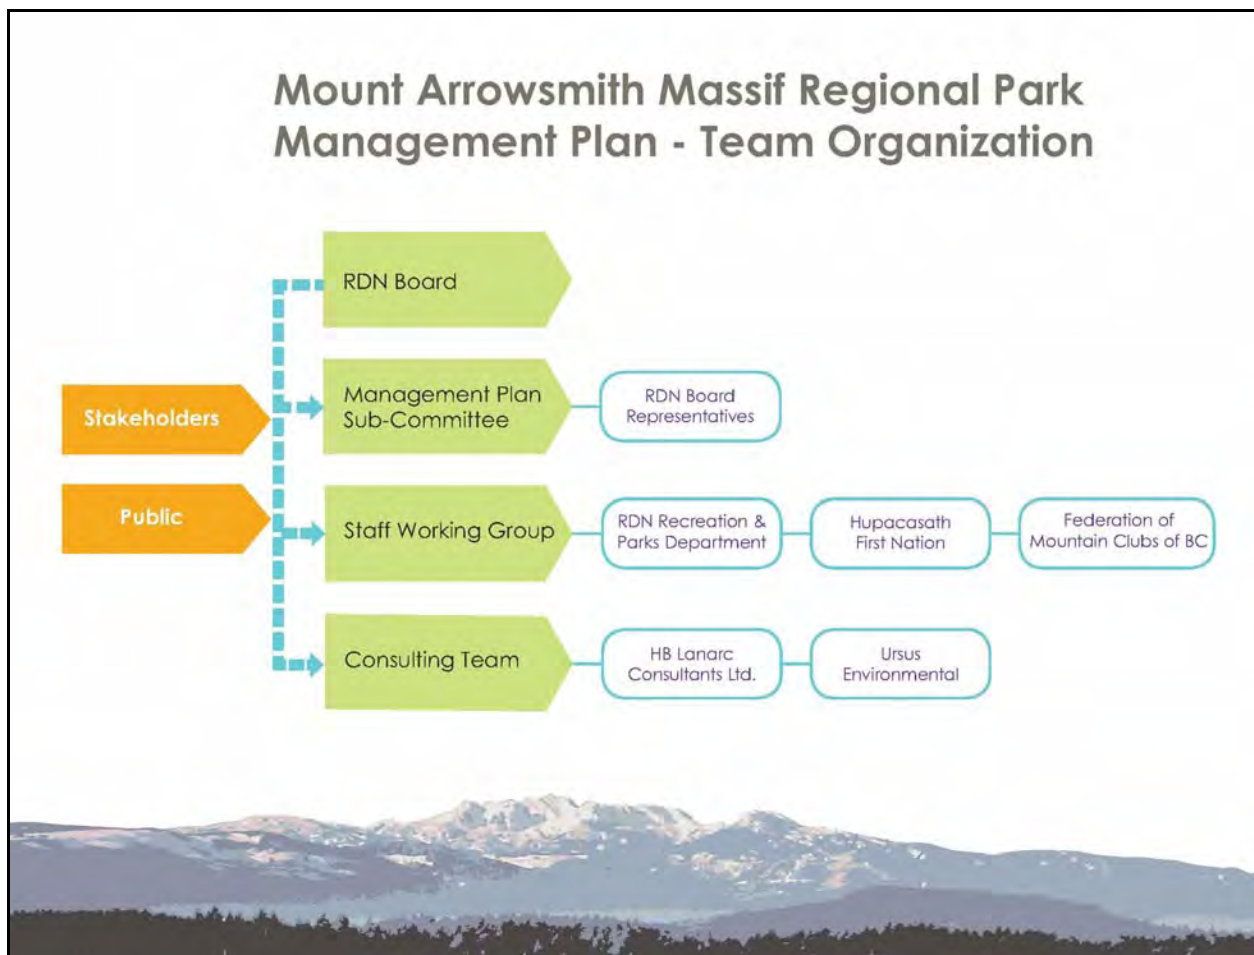 Mount Arrowsmith Massif Regional Park
Management Plan - Team Organization
RDN Board
Stakeholders
Public
Management Plan
Sub-Committee
RDN Board
Representatives
Staff Working Group
RDN Recreation &
Parks Department
Hupacasath
First Nation
Federation of
Mountain Clubs of BC
Consulting Team
HB Lanarc
Consultants Ltd.
Ursus
Environmental